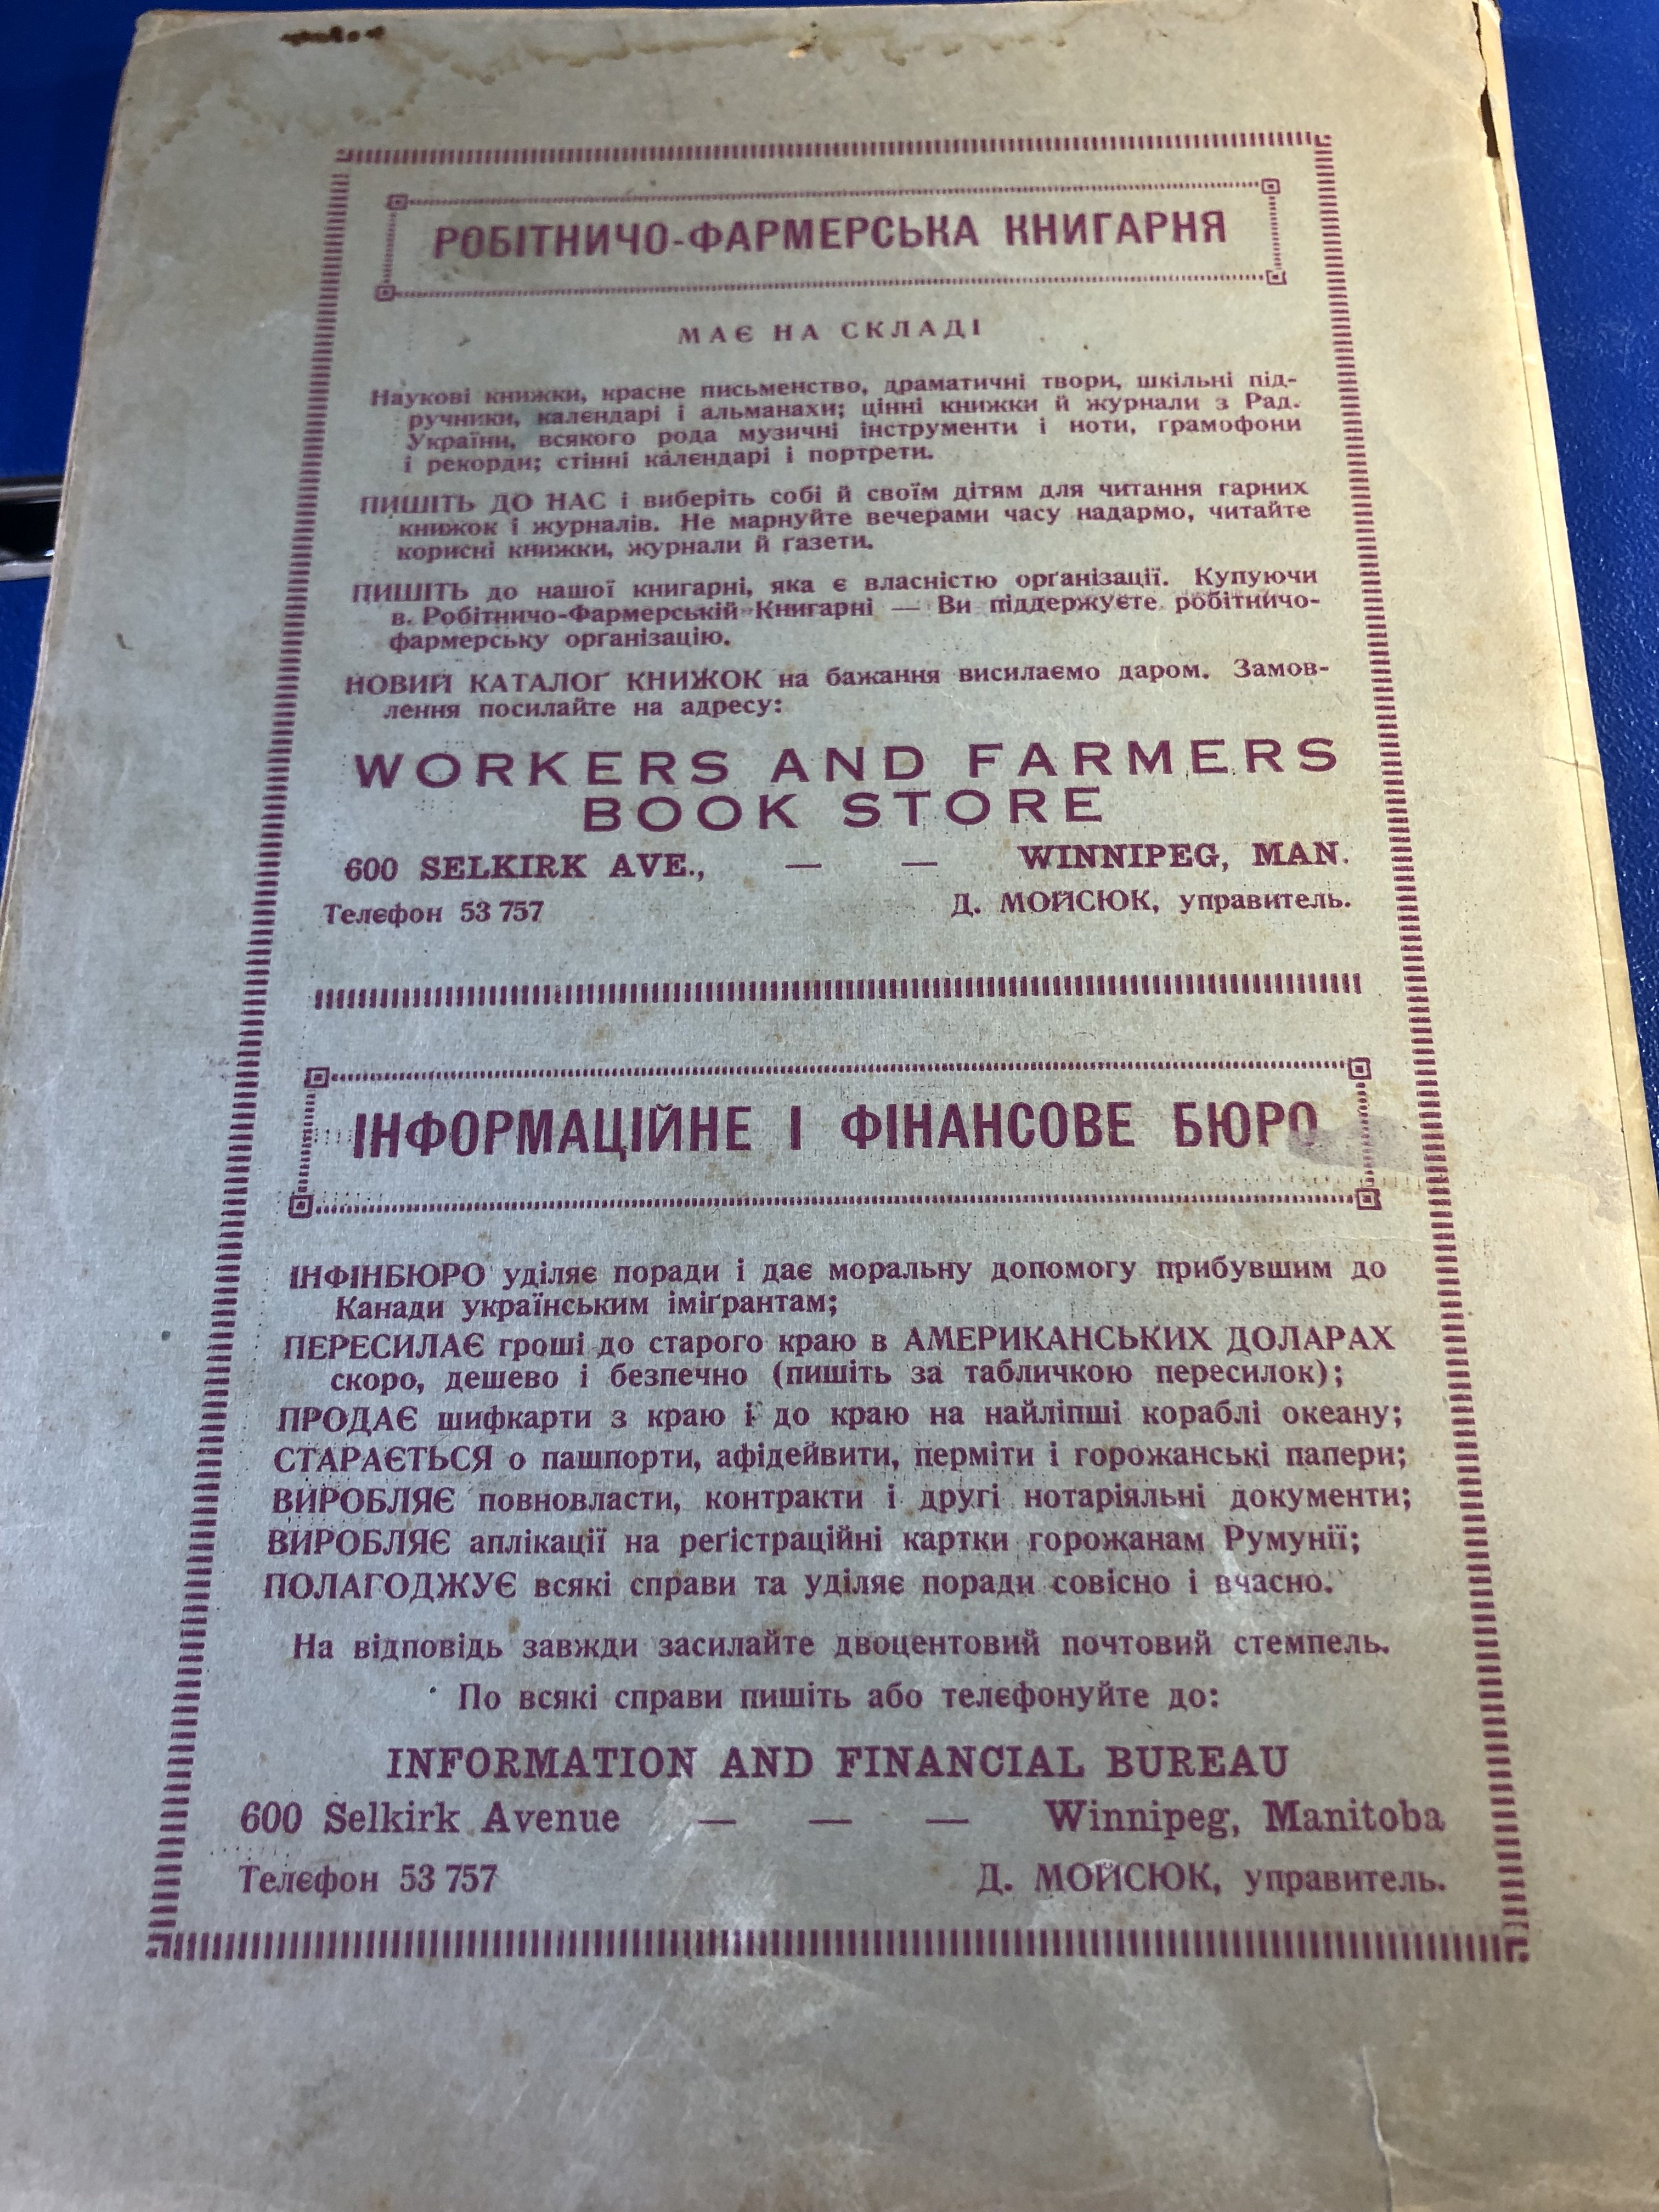 РОБІТНИЧО-ФАРМЕРСЬКА КНИГАРНЯ
МАЄ НА СКЛАДІ
Наукові книжки, красне письменство, драматичні твори, шкільні під-
ручники, калєндарі і альманахи; цінні книжки й журнали з Рад.
України, всякого рода музичні інструменти і ноти, грамофони
і рекорди; стінні калєндарі і портрети.
ПИШІТЬ ДО НАС і виберіть собі й своїм дітям для читання гарних
книжок і журналів. Не марнуйте вечерами часу надармо, читайте
корисні книжки, журнали й газети.
ПИШІТЬ до нашої книгарні, яка є власністю орґанізації. Купуючи
в. Робітничо-Фармерській Книгарні — Ви піддержуєте робітничо-
фармерську орґанізацію.
НОВИЙ КАТАЛОҐ КНИЖОК на бажання висилаємо даром. Замов-
лення посилайте на адресу:
WORKERS AND FARMERS
BOOK STORE
600 SELKIRK AVE., — — WINNIPEG, MAN.
Телєфон 53 757 Д. МОЙСЮК, управитель.
ІНФОРМАЦІЙНЕ І ФІНАНСОВЕ БЮРО
ІНФІНБЮРО уділяє поради і дає моральну допомогу прибувшим до
Канади українським іміґрантам;
ПЕРЕСИЛАЄ гроші до старого краю в АМЕРИКАНСЬКИХ ДОЛАРАХ
скоро, дешево і безпечно (пишіть за табличкою пересилок);
ПРОДАЄ шифкарти з краю і до краю на найліпші кораблі океану;
СТАРАЄТЬСЯ о пашпорти, афідейвити, перміти і горожанські папери;
ВИРОБЛЯЄ повновласти, контракти і другі нотаріяльні документи;
ВИРОБЛЯЄ аплікації на реґістраційні картки горожанам Румунії;
ПОЛАГОДЖУЄ всякі справи та уділяє поради совісно і вчасно.
На відповідь завжди засилайте двоцентовий почтовий стемпель.
По всякі справи пишіть або телєфонуйте до:
INFORMATION AND FINANCIAL BUREAU
600 Selkirk Avenue — — — Winnipeg, Manitoba
Телєфон 53 757 Д. МОЙСЮК, управитель.